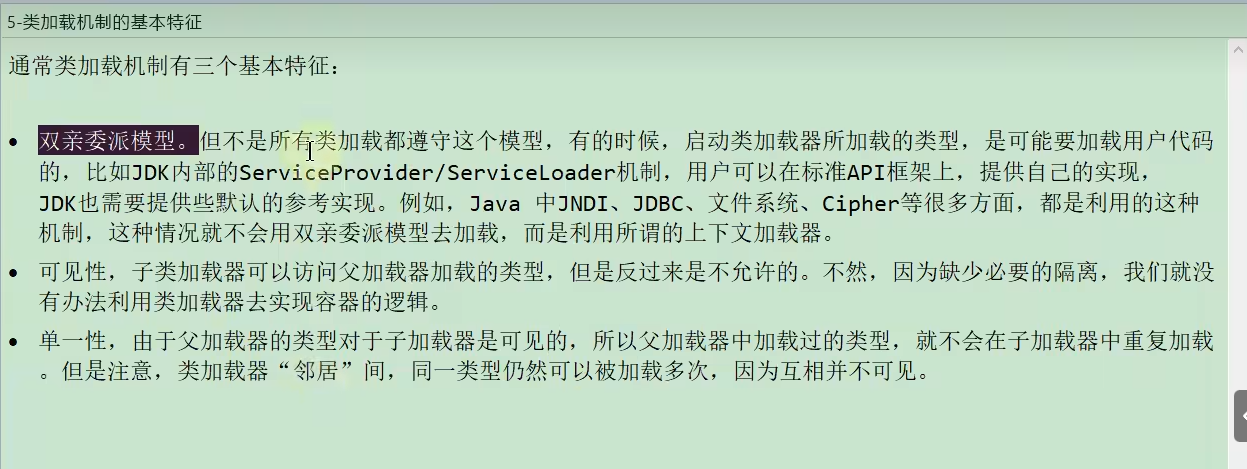 5-类加载机制的基本特征
通常类加载机制有三个基本特征：
• 双亲委派模型。但不是所有类加载都遵守这个模型，有的时候，启动类加载器所加载的类型，是可能要加载用户代码
的，比如JDK内部的ServiceProvider/ServiceLoader机制，用户可以在标准API框架上，提供自己的实现，
JDK也需要提供些默认的参考实现。例如，Java 中JNDI、JDBC、文件系统、Cipher等很多方面，都是利用的这种
机制，这种情况就不会用双亲委派模型去加载，而是利用所谓的上下文加载器。
• 可见性，子类加载器可以访问父加载器加载的类型，但是反过来是不允许的。不然，因为缺少必要的隔离，我们就没
有办法利用类加载器去实现容器的逻辑。
• 单一性，由于父加载器的类型对于子加载器是可见的，所以父加载器中加载过的类型，就不会在子加载器中重复加载
。但是注意，类加载器“邻居”间，同一类型仍然可以被加载多次，因为互相并不可见。